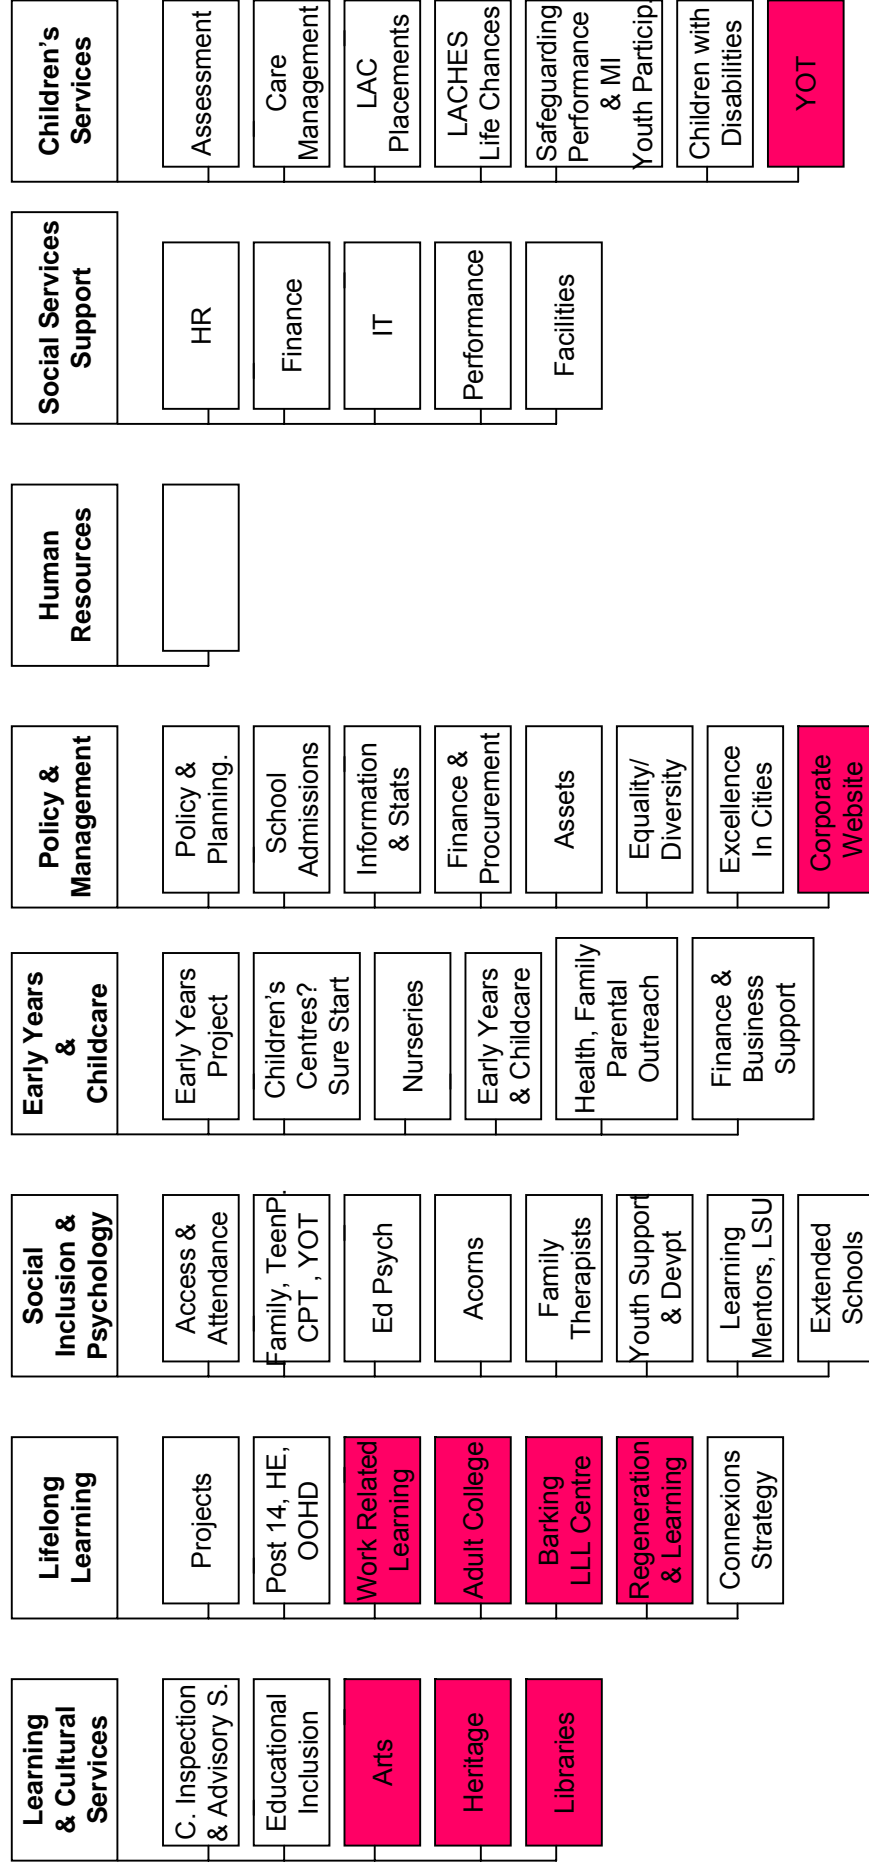 Learning
& Cultural
Services
C. Inspection
& Advisory S.
Educational
Inclusion
Arts
Heritage
Libraries
Lifelong
Learning
Projects
Post 14, HE,
OOHD
Work Related
Learning
Adult College
Barking
LLL Centre
Regeneration
& Learning
Connexions
Strategy
Social
Inclusion &
Psychology
Access &
Attendance
Family, TeenP.
CPT , YOT
Ed Psych
Acorns
Family
Therapists
Youth Support
& Devpt
Learning
Mentors, LSU
Extended
Schools
Early Years
&
Childcare
Early Years
Project
Children's
Centres?
Sure Start
Nurseries
Early Years
& Childcare
Health, Family
Parental
Outreach
Finance &
Business
Support
Policy &
Management
Policy &
Planning.
School
Admissions
Information
& Stats
Finance &
Procurement
Assets
Equality/
Diversity
Excellence
In Cities
Corporate
Website
Human
Resources
Social Services
Support
HR
Finance
IT
Performance
Facilities
Children's
Services
Assessment
Care
Management
LAC
Placements
LACHES
Life Chances
Safeguarding
Performance
& MI
Youth Particip.
Children with
Disabilities
YOT